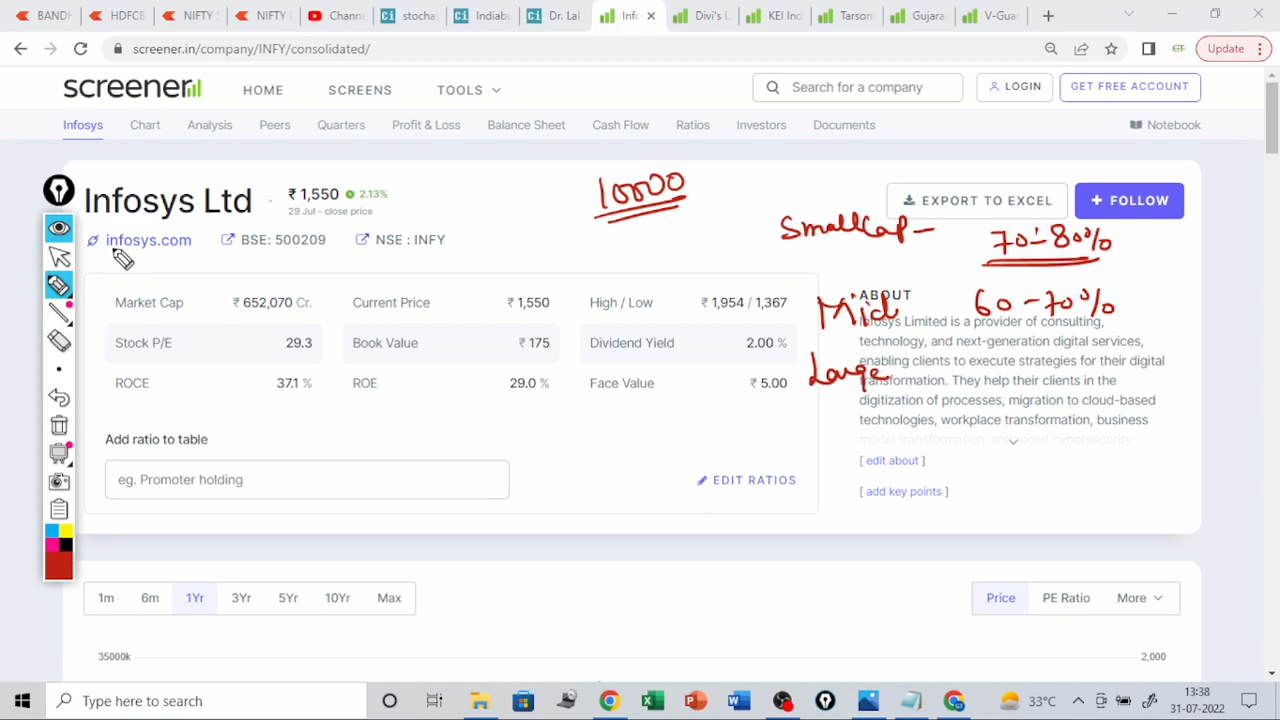 BANDH
HDFCB
NIFTY S
NIFTY
Chann
stocha
Indiabu
Dr. Lal
Info
Divi's L
KEI Ind
Tarson
Gujara
V-Guar
screener.in/company/INFY/consolidated/
Update
screener
HOME
SCREENS
TOOLS
Search for a company
LOGIN
GET FREE ACCOUNT
Infosys
Chart
Analysis
Peers
Quarters
Profit & Loss
Balance Sheet
Cash Flow
Ratios
Investors
Documents
Notebook
Infosys Ltd
₹ 1,550 2.13%
29 Jul - close price
10000
EXPORT TO EXCEL
+ FOLLOW
infosys.com
BSE: 500209
NSE : INFY
SmallCap - 70-80%
Mid 60-70%
Large
Market Cap ₹ 652,070 Cr.
Current Price ₹ 1,550
High / Low ₹ 1,954 / 1,367
Stock P/E 29.3
Book Value ₹ 175
Dividend Yield 2.00 %
ROCE 37.1 %
ROE 29.0 %
Face Value ₹ 5.00
Add ratio to table
eg. Promoter holding
EDIT RATIOS
ABOUT
Infosys Limited is a provider of consulting,
technology, and next-generation digital services,
enabling clients to execute strategies for their digital
transformation. They help their clients in the
digitization of processes, migration to cloud-based
technologies, workplace transformation, business
model transformation, enhanced cybersecurity
[ edit about ]
[ add key points ]
1m
6m
1Yr
3Yr
5Yr
10Yr
Max
Price
PE Ratio
More
35000k
2,000
Type here to search
33°C
13:38
31-07-2022